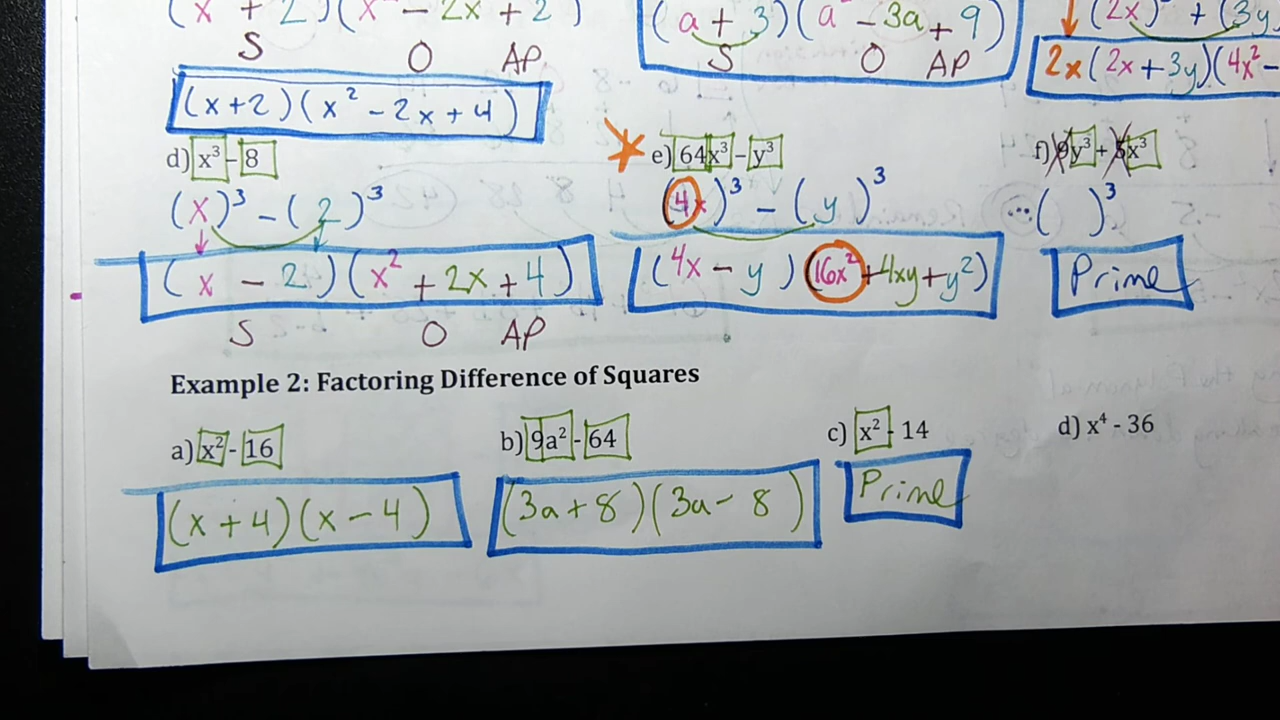 (x + 2)(x² - 2x + 2²)
S O AP
(x+2)(x² - 2x + 4)
(a + 3)(a² - 3a + 9)
S O AP
(2x)³ + (3y
2x(2x+3y)(4x² -
d) x³ - 8
(x)³ - (2)³
(x - 2)(x² + 2x + 4)
S O AP
e) 64x³ - y³
(4x)³ - (y)³
(4x - y)(16x² + 4xy + y²)
f) 9y³ + 5x³
...( )³
Prime
Example 2: Factoring Difference of Squares
a) x² - 16
(x + 4)(x - 4)
b) 9a² - 64
(3a + 8)(3a - 8)
c) x² - 14
Prime
d) x⁴ - 36